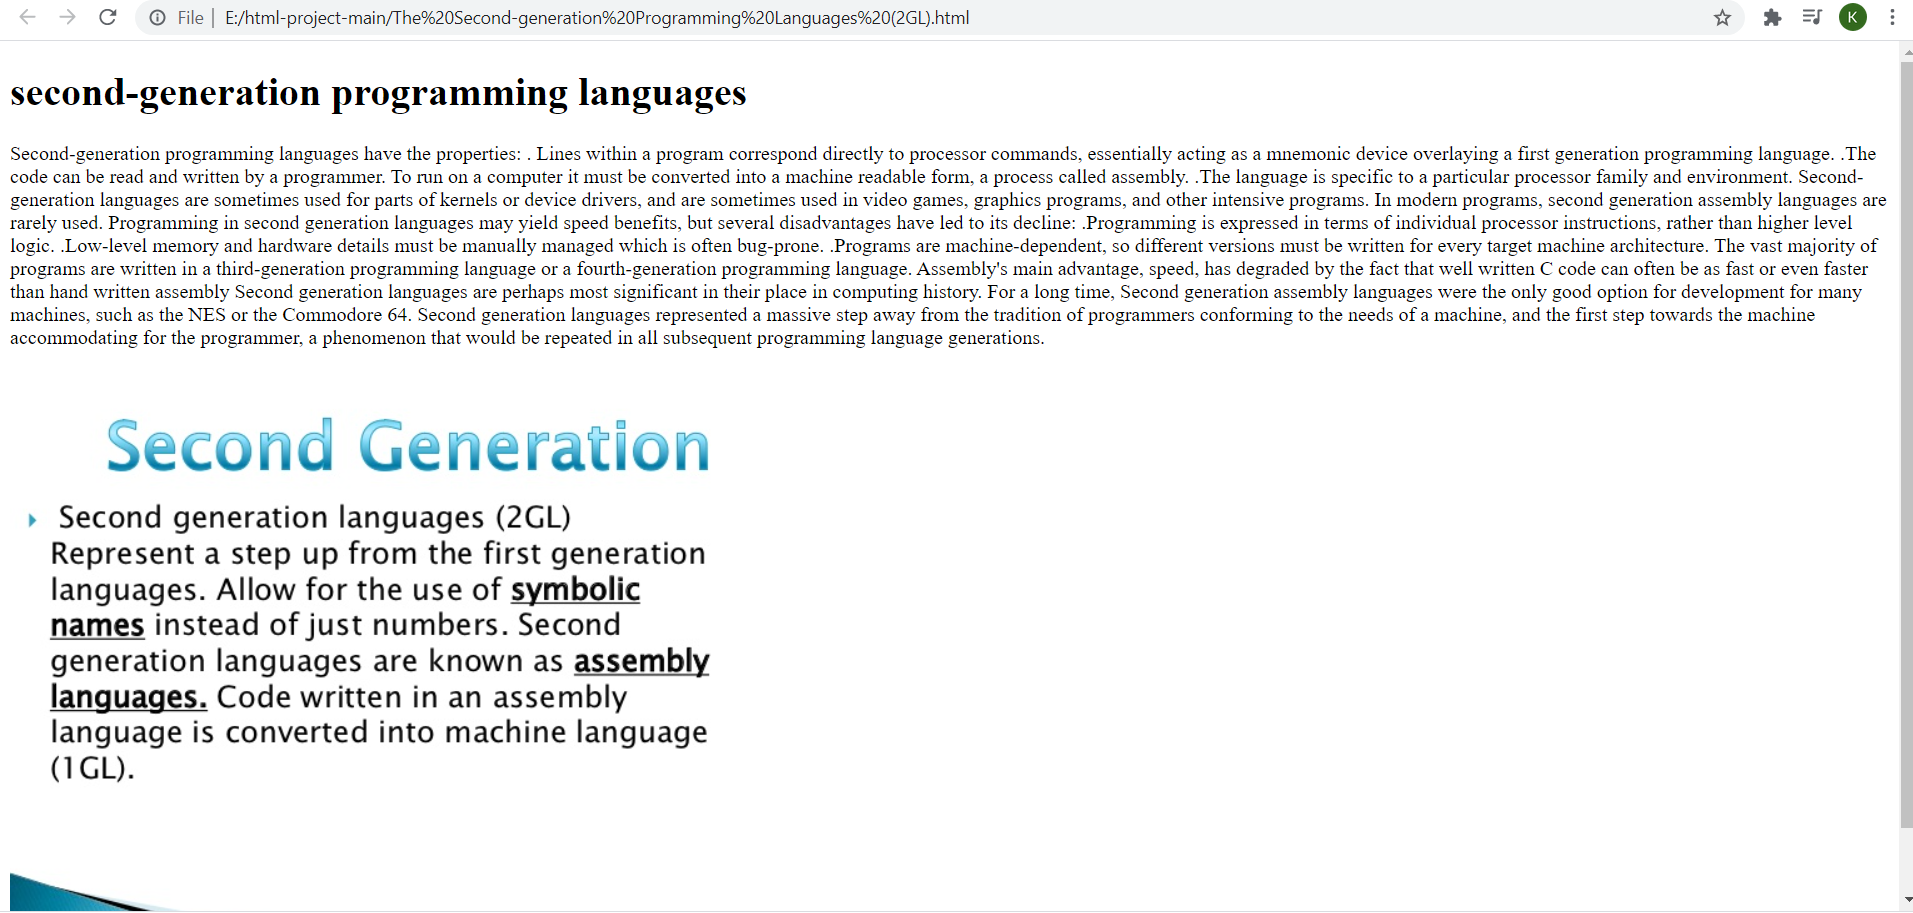 File | E:/html-project-main/The%20Second-generation%20Programming%20Languages%20(2GL).html
K
second-generation programming languages
Second-generation programming languages have the properties: . Lines within a program correspond directly to processor commands, essentially acting as a mnemonic device overlaying a first generation programming language. .The
code can be read and written by a programmer. To run on a computer it must be converted into a machine readable form, a process called assembly. .The language is specific to a particular processor family and environment. Second-
generation languages are sometimes used for parts of kernels or device drivers, and are sometimes used in video games, graphics programs, and other intensive programs. In modern programs, second generation assembly languages are
rarely used. Programming in second generation languages may yield speed benefits, but several disadvantages have led to its decline: .Programming is expressed in terms of individual processor instructions, rather than higher level
logic. .Low-level memory and hardware details must be manually managed which is often bug-prone. .Programs are machine-dependent, so different versions must be written for every target machine architecture. The vast majority of
programs are written in a third-generation programming language or a fourth-generation programming language. Assembly's main advantage, speed, has degraded by the fact that well written C code can often be as fast or even faster
than hand written assembly Second generation languages are perhaps most significant in their place in computing history. For a long time, Second generation assembly languages were the only good option for development for many
machines, such as the NES or the Commodore 64. Second generation languages represented a massive step away from the tradition of programmers conforming to the needs of a machine, and the first step towards the machine
accommodating for the programmer, a phenomenon that would be repeated in all subsequent programming language generations.
Second Generation
Second generation languages (2GL)
Represent a step up from the first generation
languages. Allow for the use of symbolic
names instead of just numbers. Second
generation languages are known as assembly
languages. Code written in an assembly
language is converted into machine language
(1GL).